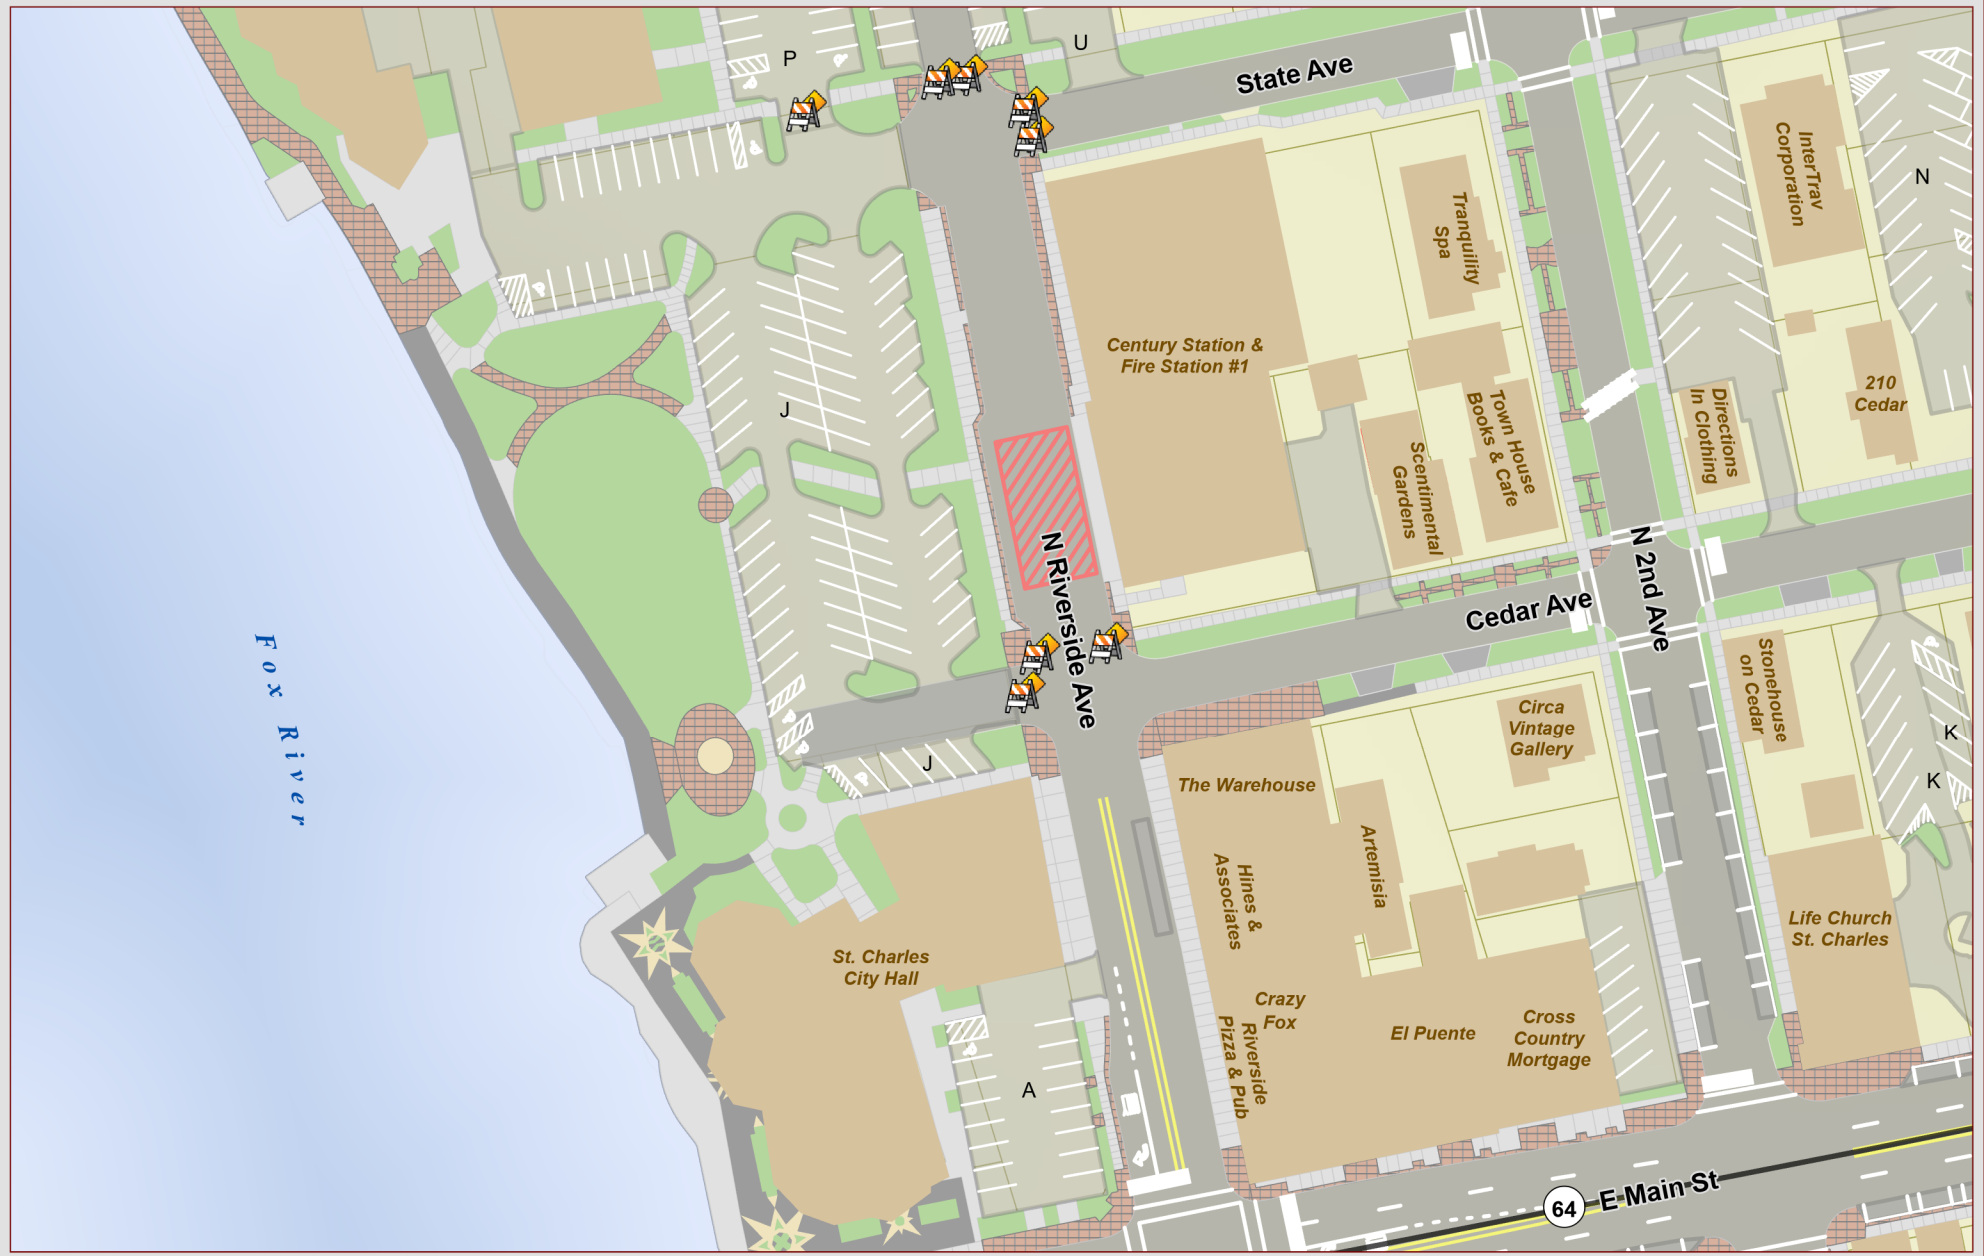 P
U
State Ave
InterTrav
Corporation
N
Tranquility
Spa
Century Station &
Fire Station #1
J
210
Cedar
Directions
In Clothing
Town House
Books & Cafe
Scentimental
Gardens
N Riverside Ave
N 2nd Ave
Cedar Ave
Fox River
Stonehouse
on Cedar
Circa
Vintage
Gallery
K
K
J
The Warehouse
Artemisia
Hines &
Associates
Life Church
St. Charles
St. Charles
City Hall
Crazy
Fox
Riverside
Pizza & Pub
El Puente
Cross
Country
Mortgage
A
64
E Main St